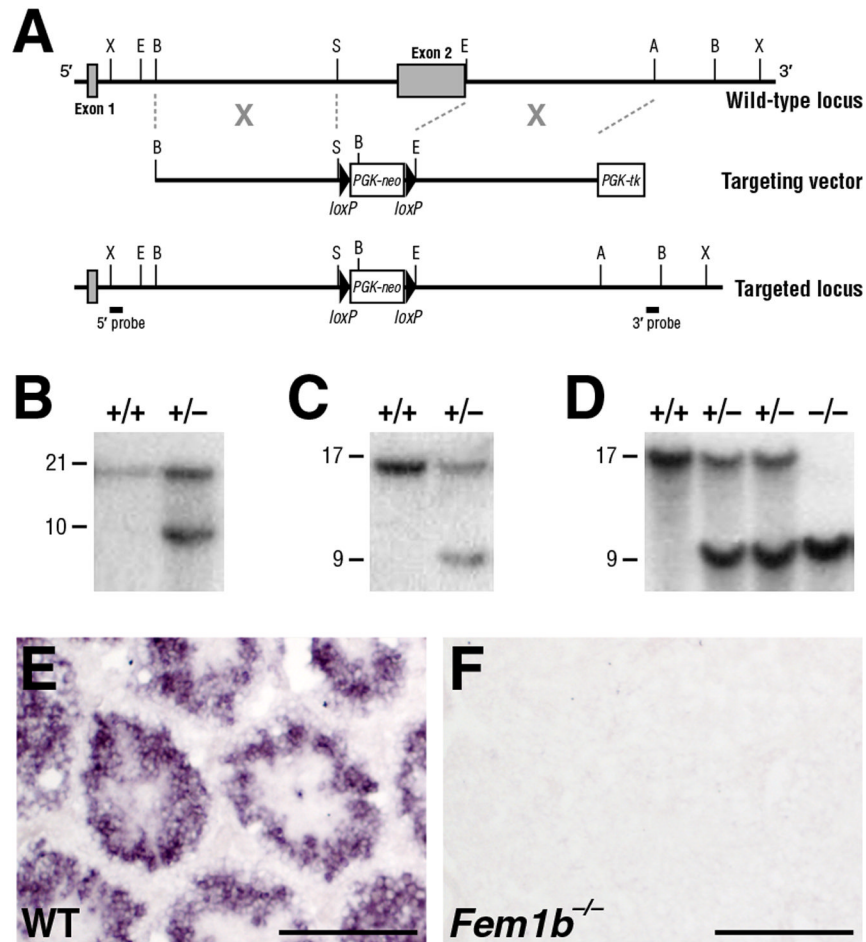 A
X E B S Exon 2 E A B X
5′ 3′
Exon 1
Wild-type locus
X X
B S B E
PGK-neo PGK-tk
Targeting vector
loxP loxP
X E B S B E A B X
PGK-neo
Targeted locus
loxP loxP
5′ probe 3′ probe
B
+/+ +/–
21
10
C
+/+ +/–
17
9
D
+/+ +/– +/– –/–
17
9
E
WT
F
Fem1b–/–